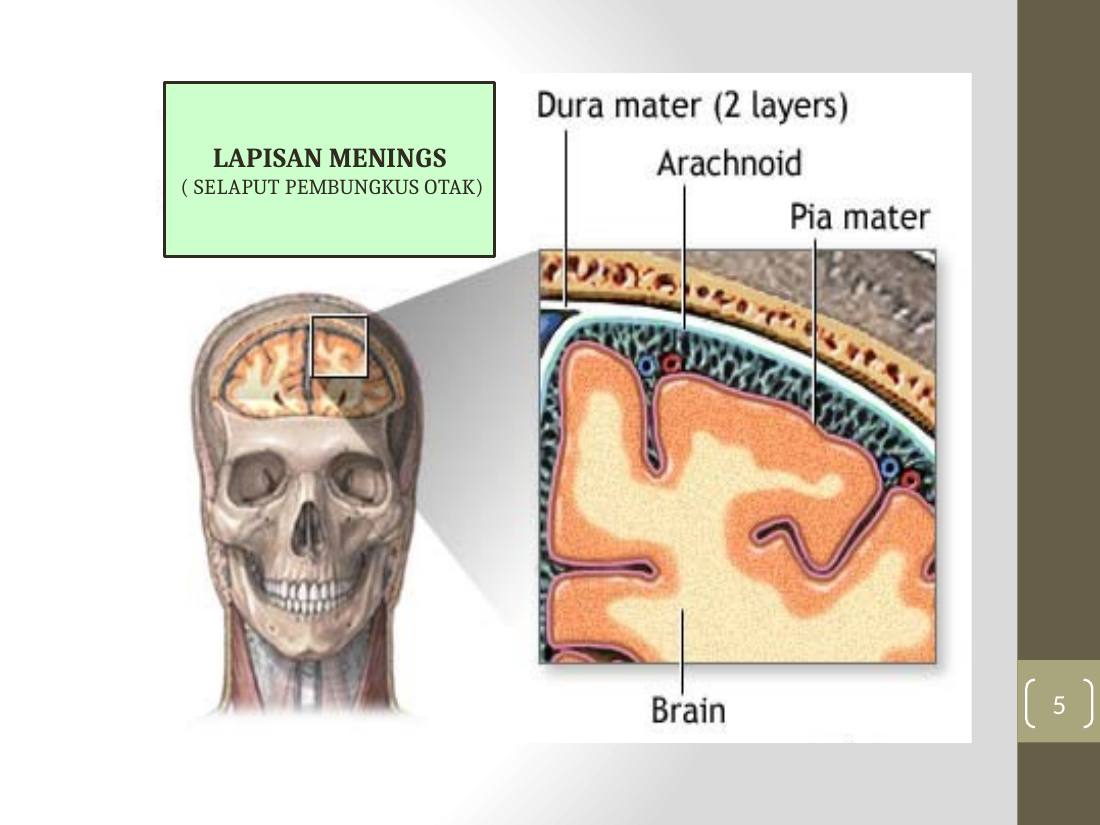 LAPISAN MENINGS
( SELAPUT PEMBUNGKUS OTAK)
Dura mater (2 layers)
Arachnoid
Pia mater
Brain
5